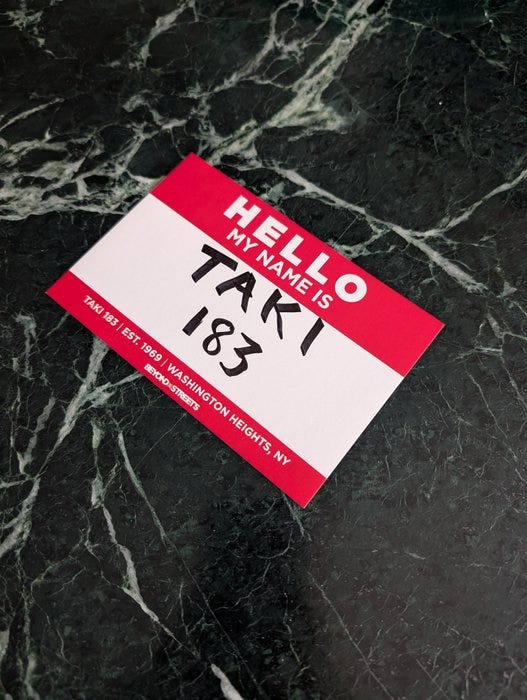 HELLO
MY NAME IS
TAKI
183
TAKI 183 | EST. 1969 | WASHINGTON HEIGHTS, NY
BEYOND THE STREETS